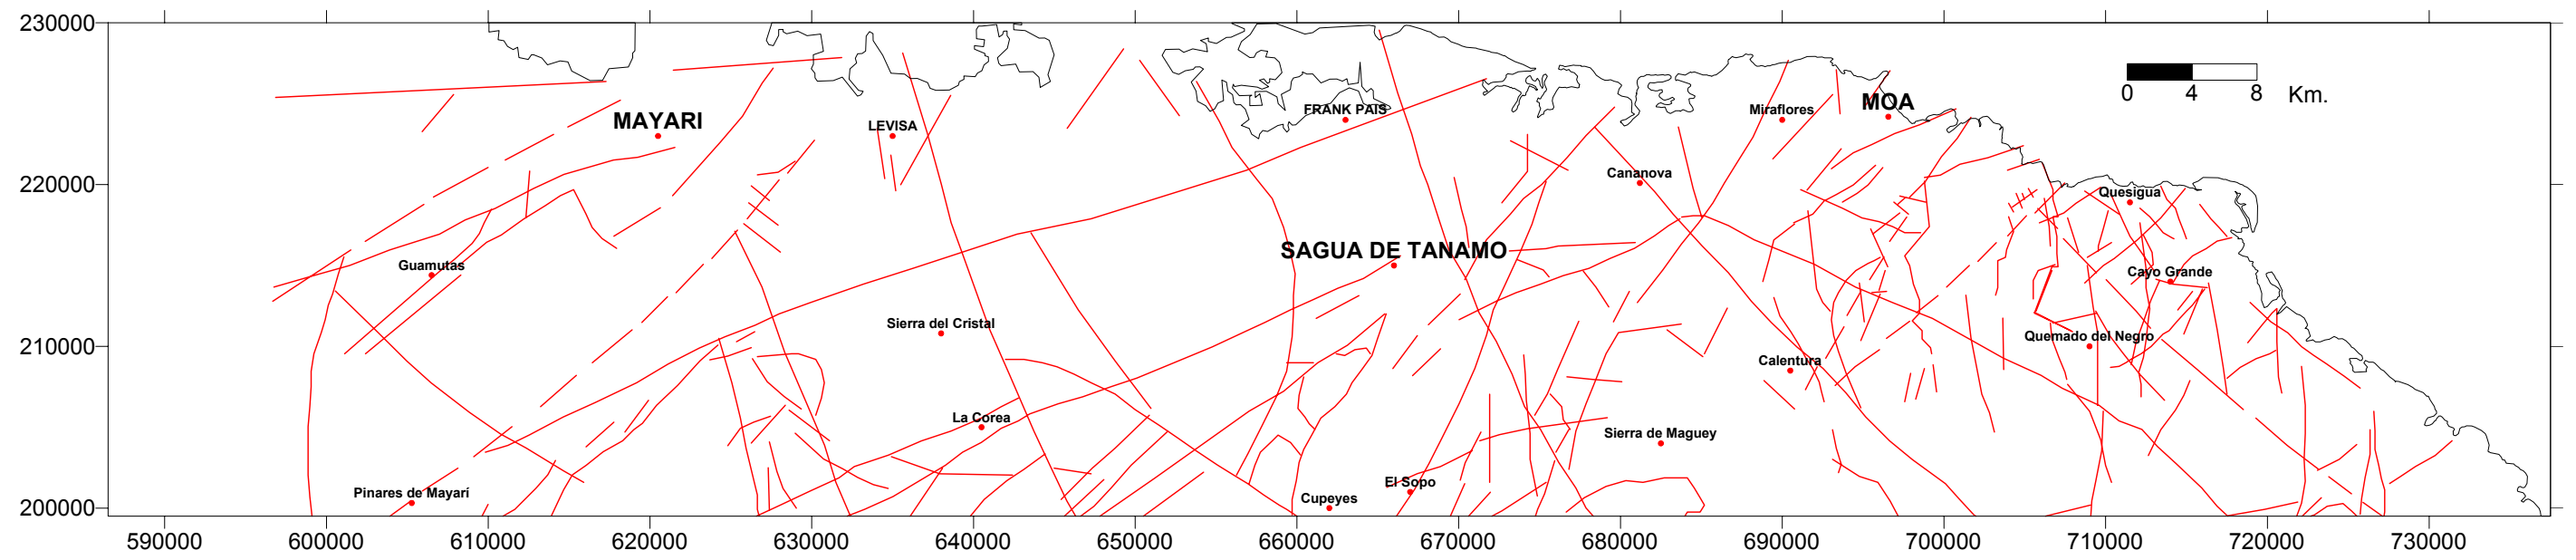 230000
220000
210000
200000
MAYARI
LEVISA
FRANK PAIS
Miraflores
MOA
0 4 8 Km.
Cananova
Quesigua
Guamutas
SAGUA DE TANAMO
Cayo Grande
Sierra del Cristal
Quemado del Negro
Calentura
La Corea
Sierra de Maguey
Pinares de Mayarí
El Sopo
Cupeyes
590000 600000 610000 620000 630000 640000 650000 660000 670000 680000 690000 700000 710000 720000 730000